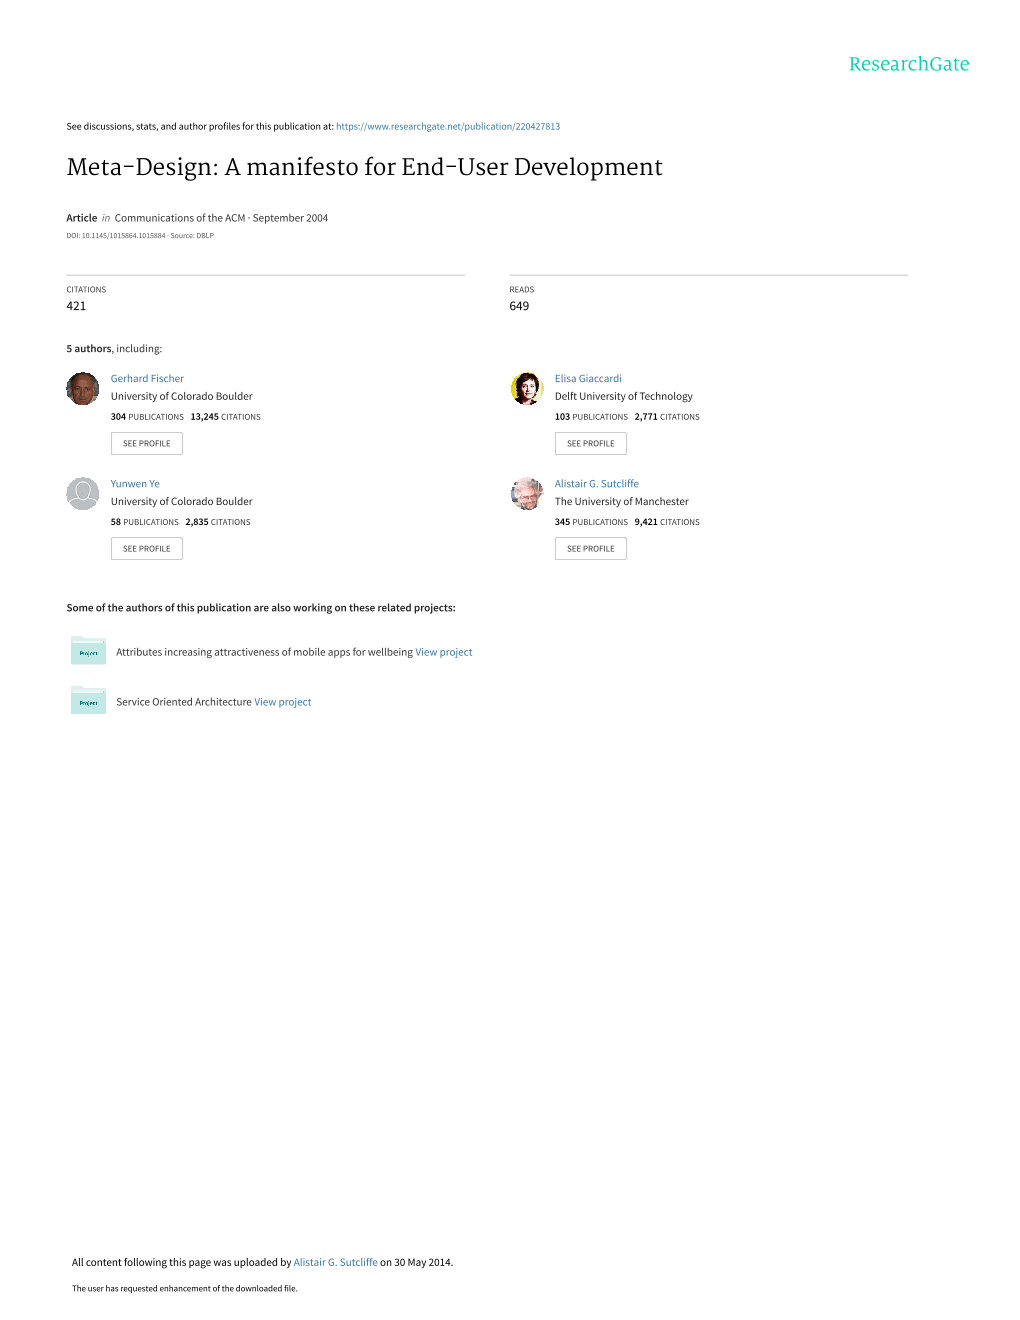 ResearchGate
See discussions, stats, and author profiles for this publication at: https://www.researchgate.net/publication/220427813
Meta-Design: A manifesto for End-User Development
Article in Communications of the ACM · September 2004
DOI: 10.1145/1015864.1015884 · Source: DBLP
CITATIONS
421
READS
649
5 authors, including:
Gerhard Fischer
University of Colorado Boulder
304 PUBLICATIONS 13,245 CITATIONS
SEE PROFILE
Elisa Giaccardi
Delft University of Technology
103 PUBLICATIONS 2,771 CITATIONS
SEE PROFILE
Yunwen Ye
University of Colorado Boulder
58 PUBLICATIONS 2,835 CITATIONS
SEE PROFILE
Alistair G. Sutcliffe
The University of Manchester
345 PUBLICATIONS 9,421 CITATIONS
SEE PROFILE
Some of the authors of this publication are also working on these related projects:
Project
Attributes increasing attractiveness of mobile apps for wellbeing View project
Project
Service Oriented Architecture View project
All content following this page was uploaded by Alistair G. Sutcliffe on 30 May 2014.
The user has requested enhancement of the downloaded file.